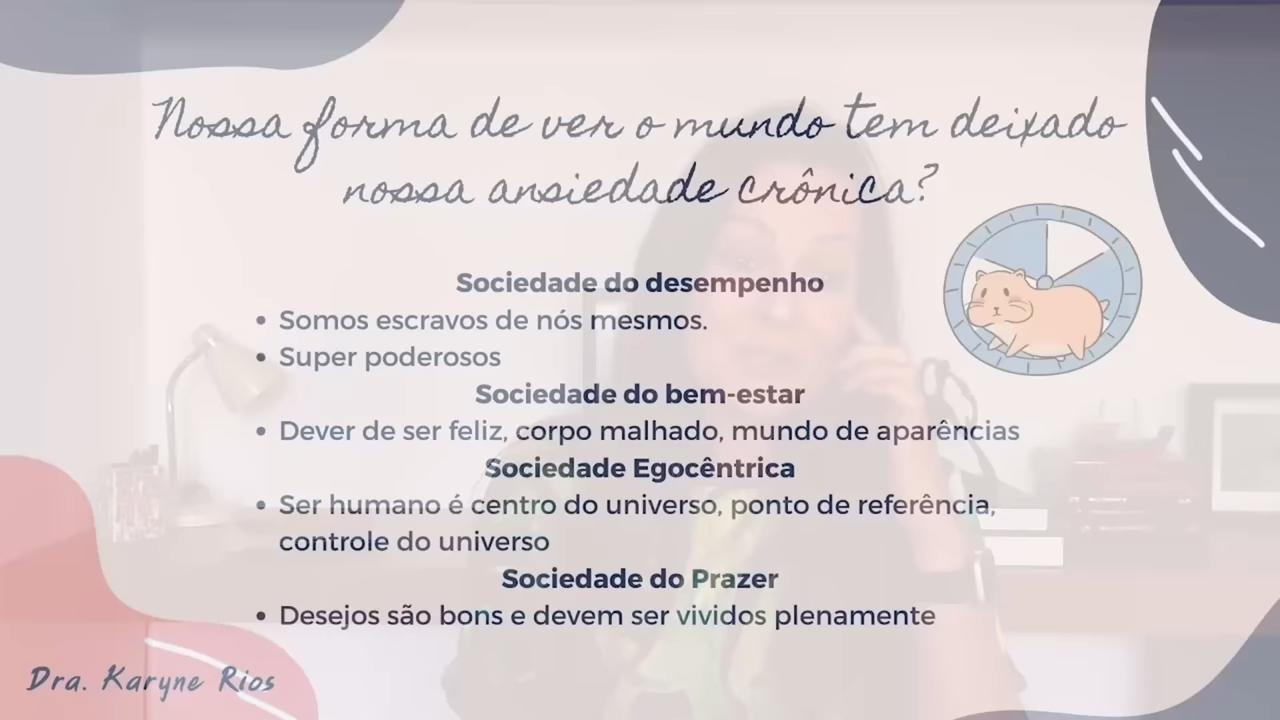 Nossa forma de ver o mundo tem deixado
nossa ansiedade crônica?
Sociedade do desempenho
• Somos escravos de nós mesmos.
• Super poderosos
Sociedade do bem-estar
• Dever de ser feliz, corpo malhado, mundo de aparências
Sociedade Egocêntrica
• Ser humano é centro do universo, ponto de referência,
controle do universo
Sociedade do Prazer
• Desejos são bons e devem ser vividos plenamente
Dra. Karyne Rios